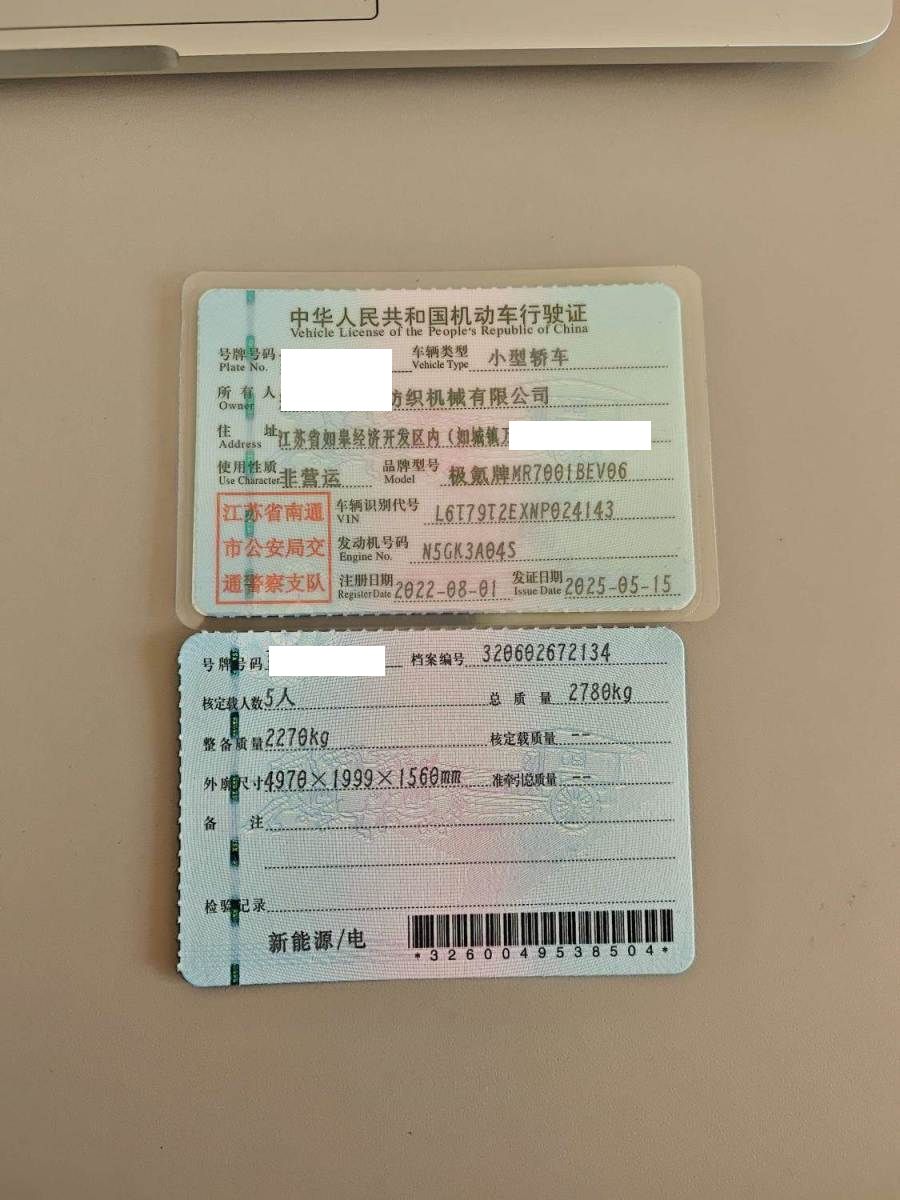 中华人民共和国机动车行驶证
Vehicle License of the People's Republic of China
号牌号码 车辆类型 小型轿车
Plate No. Vehicle Type
所有人 纺织机械有限公司
Owner
住址 江苏省如皋经济开发区内(如城镇
Address
使用性质 非营运 品牌型号 极氪牌MR7001BEV06
Use Character Model
江苏省南通
市公安局交
通警察支队
车辆识别代号 L6T79T2EXNP024143
VIN
发动机号码 N5GK3A04S
Engine No.
注册日期 2022-08-01 发证日期 2025-05-15
Register Date Issue Date
号牌号码 档案编号 320602672134
核定载人数 5人 总质量 2780kg
整备质量 2270kg 核定载质量 --
外廓尺寸 4970×1999×1560mm 准牵引总质量 --
备注
检验记录
新能源/电
*3260049538504*